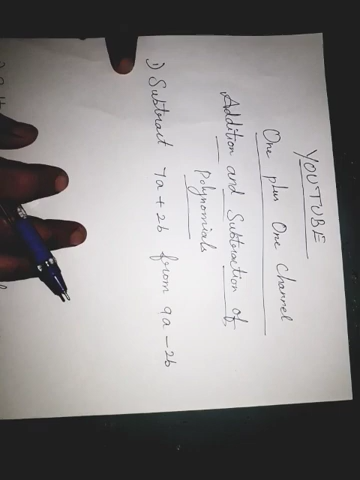 YOUTUBE
One plus One Channel
Addition and Subtraction of
Polynomials
1) Subtract 7a + 2b from 9a - 2b